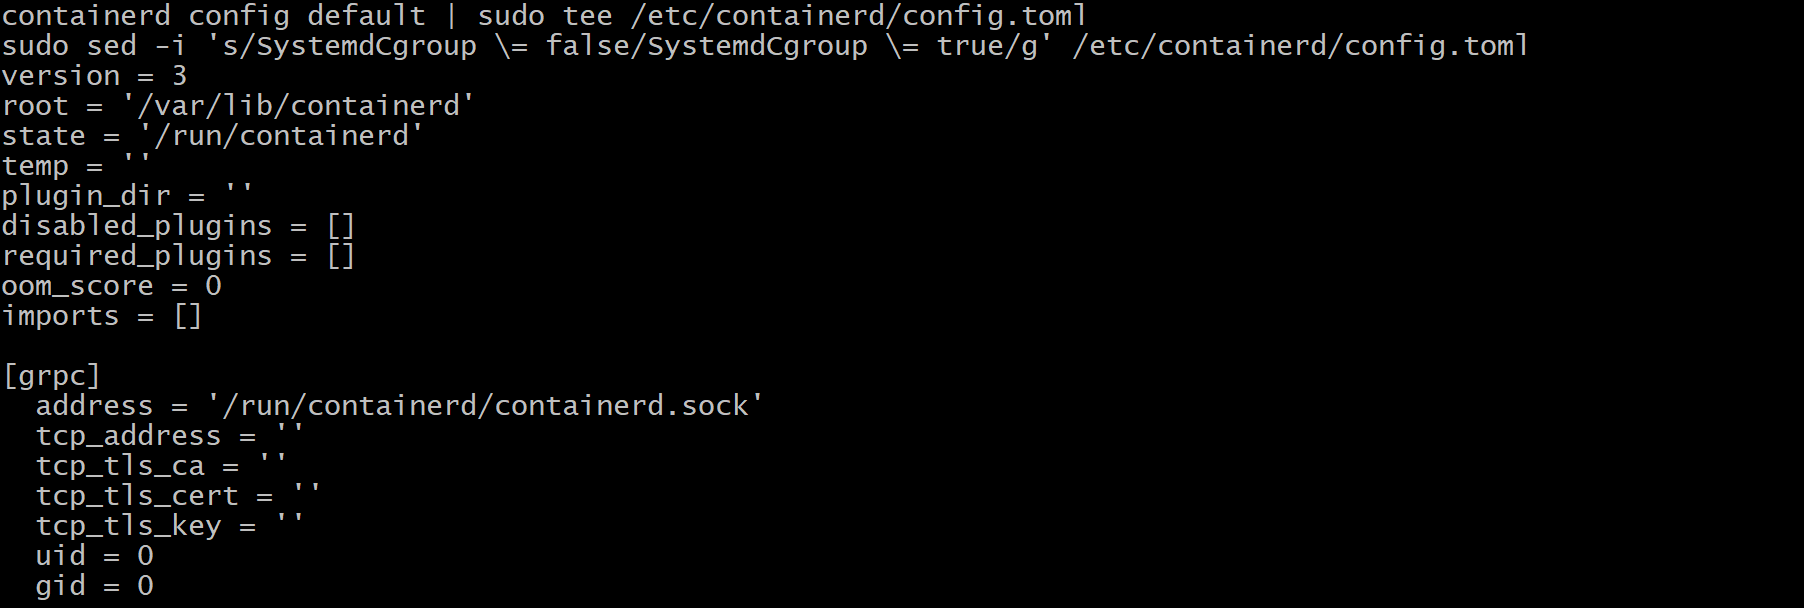 containerd config default | sudo tee /etc/containerd/config.toml
sudo sed -i 's/SystemdCgroup \= false/SystemdCgroup \= true/g' /etc/containerd/config.toml
version = 3
root = '/var/lib/containerd'
state = '/run/containerd'
temp = ''
plugin_dir = ''
disabled_plugins = []
required_plugins = []
oom_score = 0
imports = []

[grpc]
  address = '/run/containerd/containerd.sock'
  tcp_address = ''
  tcp_tls_ca = ''
  tcp_tls_cert = ''
  tcp_tls_key = ''
  uid = 0
  gid = 0